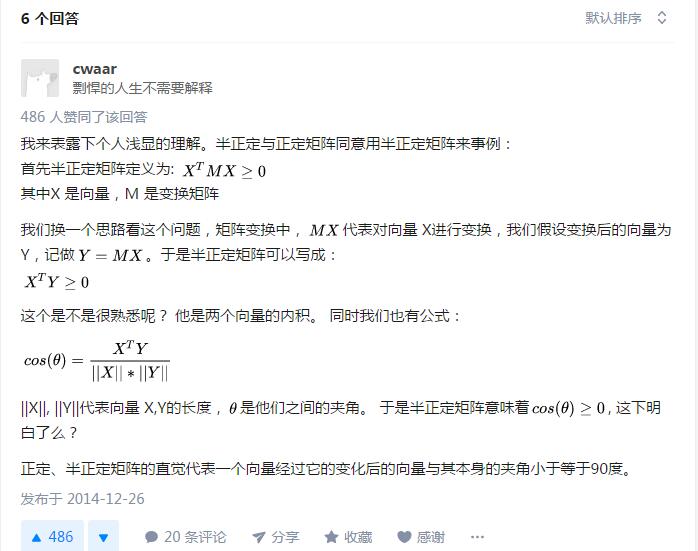 6 个回答
默认排序
cwaar
剽悍的人生不需要解释
486 人赞同了该回答
我来表露下个人浅显的理解。半正定与正定矩阵同意用半正定矩阵来事例：
首先半正定矩阵定义为: X^T MX ≥ 0
其中X 是向量，M 是变换矩阵
我们换一个思路看这个问题，矩阵变换中， MX 代表对向量 X进行变换，我们假设变换后的向量为
Y，记做 Y = MX 。于是半正定矩阵可以写成：
X^T Y ≥ 0
这个是不是很熟悉呢？ 他是两个向量的内积。 同时我们也有公式：
cos(θ) = X^T Y / ||X|| * ||Y||
||X||, ||Y||代表向量 X,Y的长度， θ 是他们之间的夹角。 于是半正定矩阵意味着 cos(θ) ≥ 0 , 这下明
白了么？
正定、半正定矩阵的直觉代表一个向量经过它的变化后的向量与其本身的夹角小于等于90度。
发布于 2014-12-26
486
20 条评论
分享
收藏
感谢